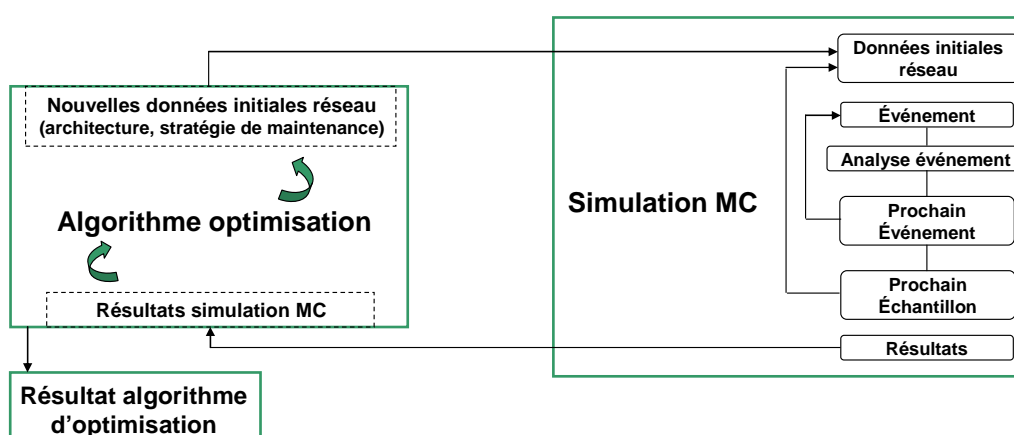 Nouvelles données initiales réseau
(architecture, stratégie de maintenance)
Algorithme optimisation
Résultats simulation MC
Résultat algorithme
d'optimisation
Simulation MC
Données initiales
réseau
Événement
Analyse événement
Prochain
Événement
Prochain
Échantillon
Résultats